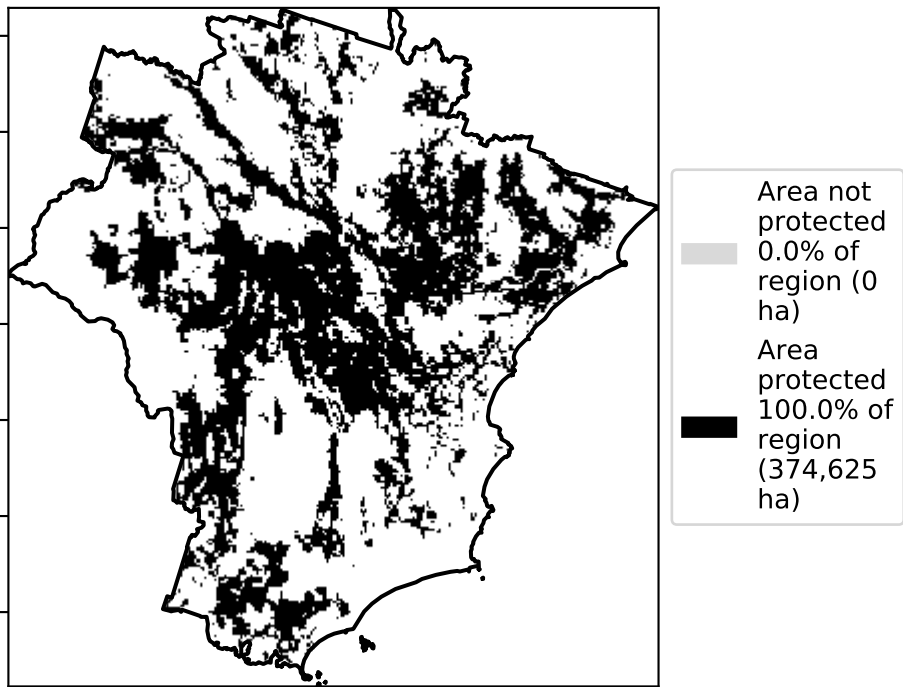 Area not
protected
0.0% of
region (0
ha)
Area
protected
100.0% of
region
(374,625
ha)